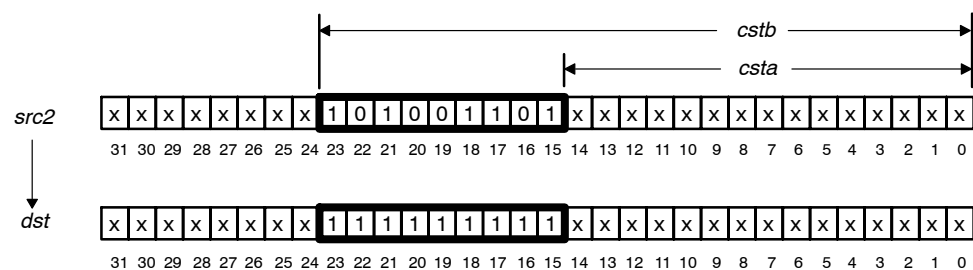 cstb
csta
src2 x x x x x x x x 1 0 1 0 0 1 1 0 1 x x x x x x x x x x x x x x x
31 30 29 28 27 26 25 24 23 22 21 20 19 18 17 16 15 14 13 12 11 10 9 8 7 6 5 4 3 2 1 0
dst x x x x x x x x 1 1 1 1 1 1 1 1 1 x x x x x x x x x x x x x x x
31 30 29 28 27 26 25 24 23 22 21 20 19 18 17 16 15 14 13 12 11 10 9 8 7 6 5 4 3 2 1 0